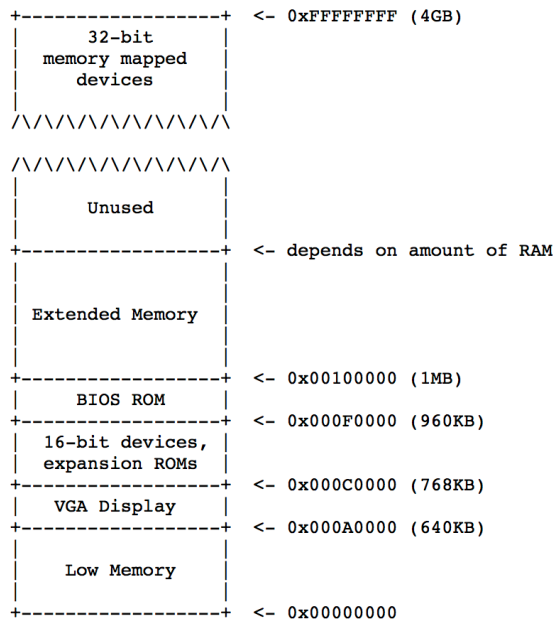 +------------------+  <- 0xFFFFFFFF (4GB)
|      32-bit      |
|  memory mapped   |
|     devices      |
|                  |
/\/\/\/\/\/\/\/\/\/\

/\/\/\/\/\/\/\/\/\/\
|                  |
|      Unused      |
|                  |
+------------------+  <- depends on amount of RAM
|                  |
|                  |
| Extended Memory  |
|                  |
|                  |
+------------------+  <- 0x00100000 (1MB)
|     BIOS ROM     |
+------------------+  <- 0x000F0000 (960KB)
|  16-bit devices, |
|  expansion ROMs  |
+------------------+  <- 0x000C0000 (768KB)
|   VGA Display    |
+------------------+  <- 0x000A0000 (640KB)
|                  |
|    Low Memory    |
|                  |
+------------------+  <- 0x00000000